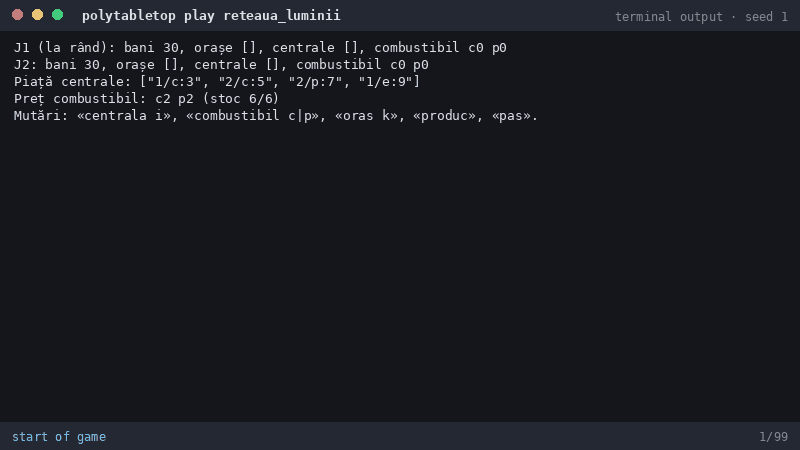 polytabletop play reteaua_luminii
terminal output · seed 1
J1 (la rând): bani 30, orașe [], centrale [], combustibil c0 p0
J2: bani 30, orașe [], centrale [], combustibil c0 p0
Piață centrale: ["1/c:3", "2/c:5", "2/p:7", "1/e:9"]
Preț combustibil: c2 p2 (stoc 6/6)
Mutări: «centrala i», «combustibil c|p», «oras k», «produc», «pas».
start of game
1/99